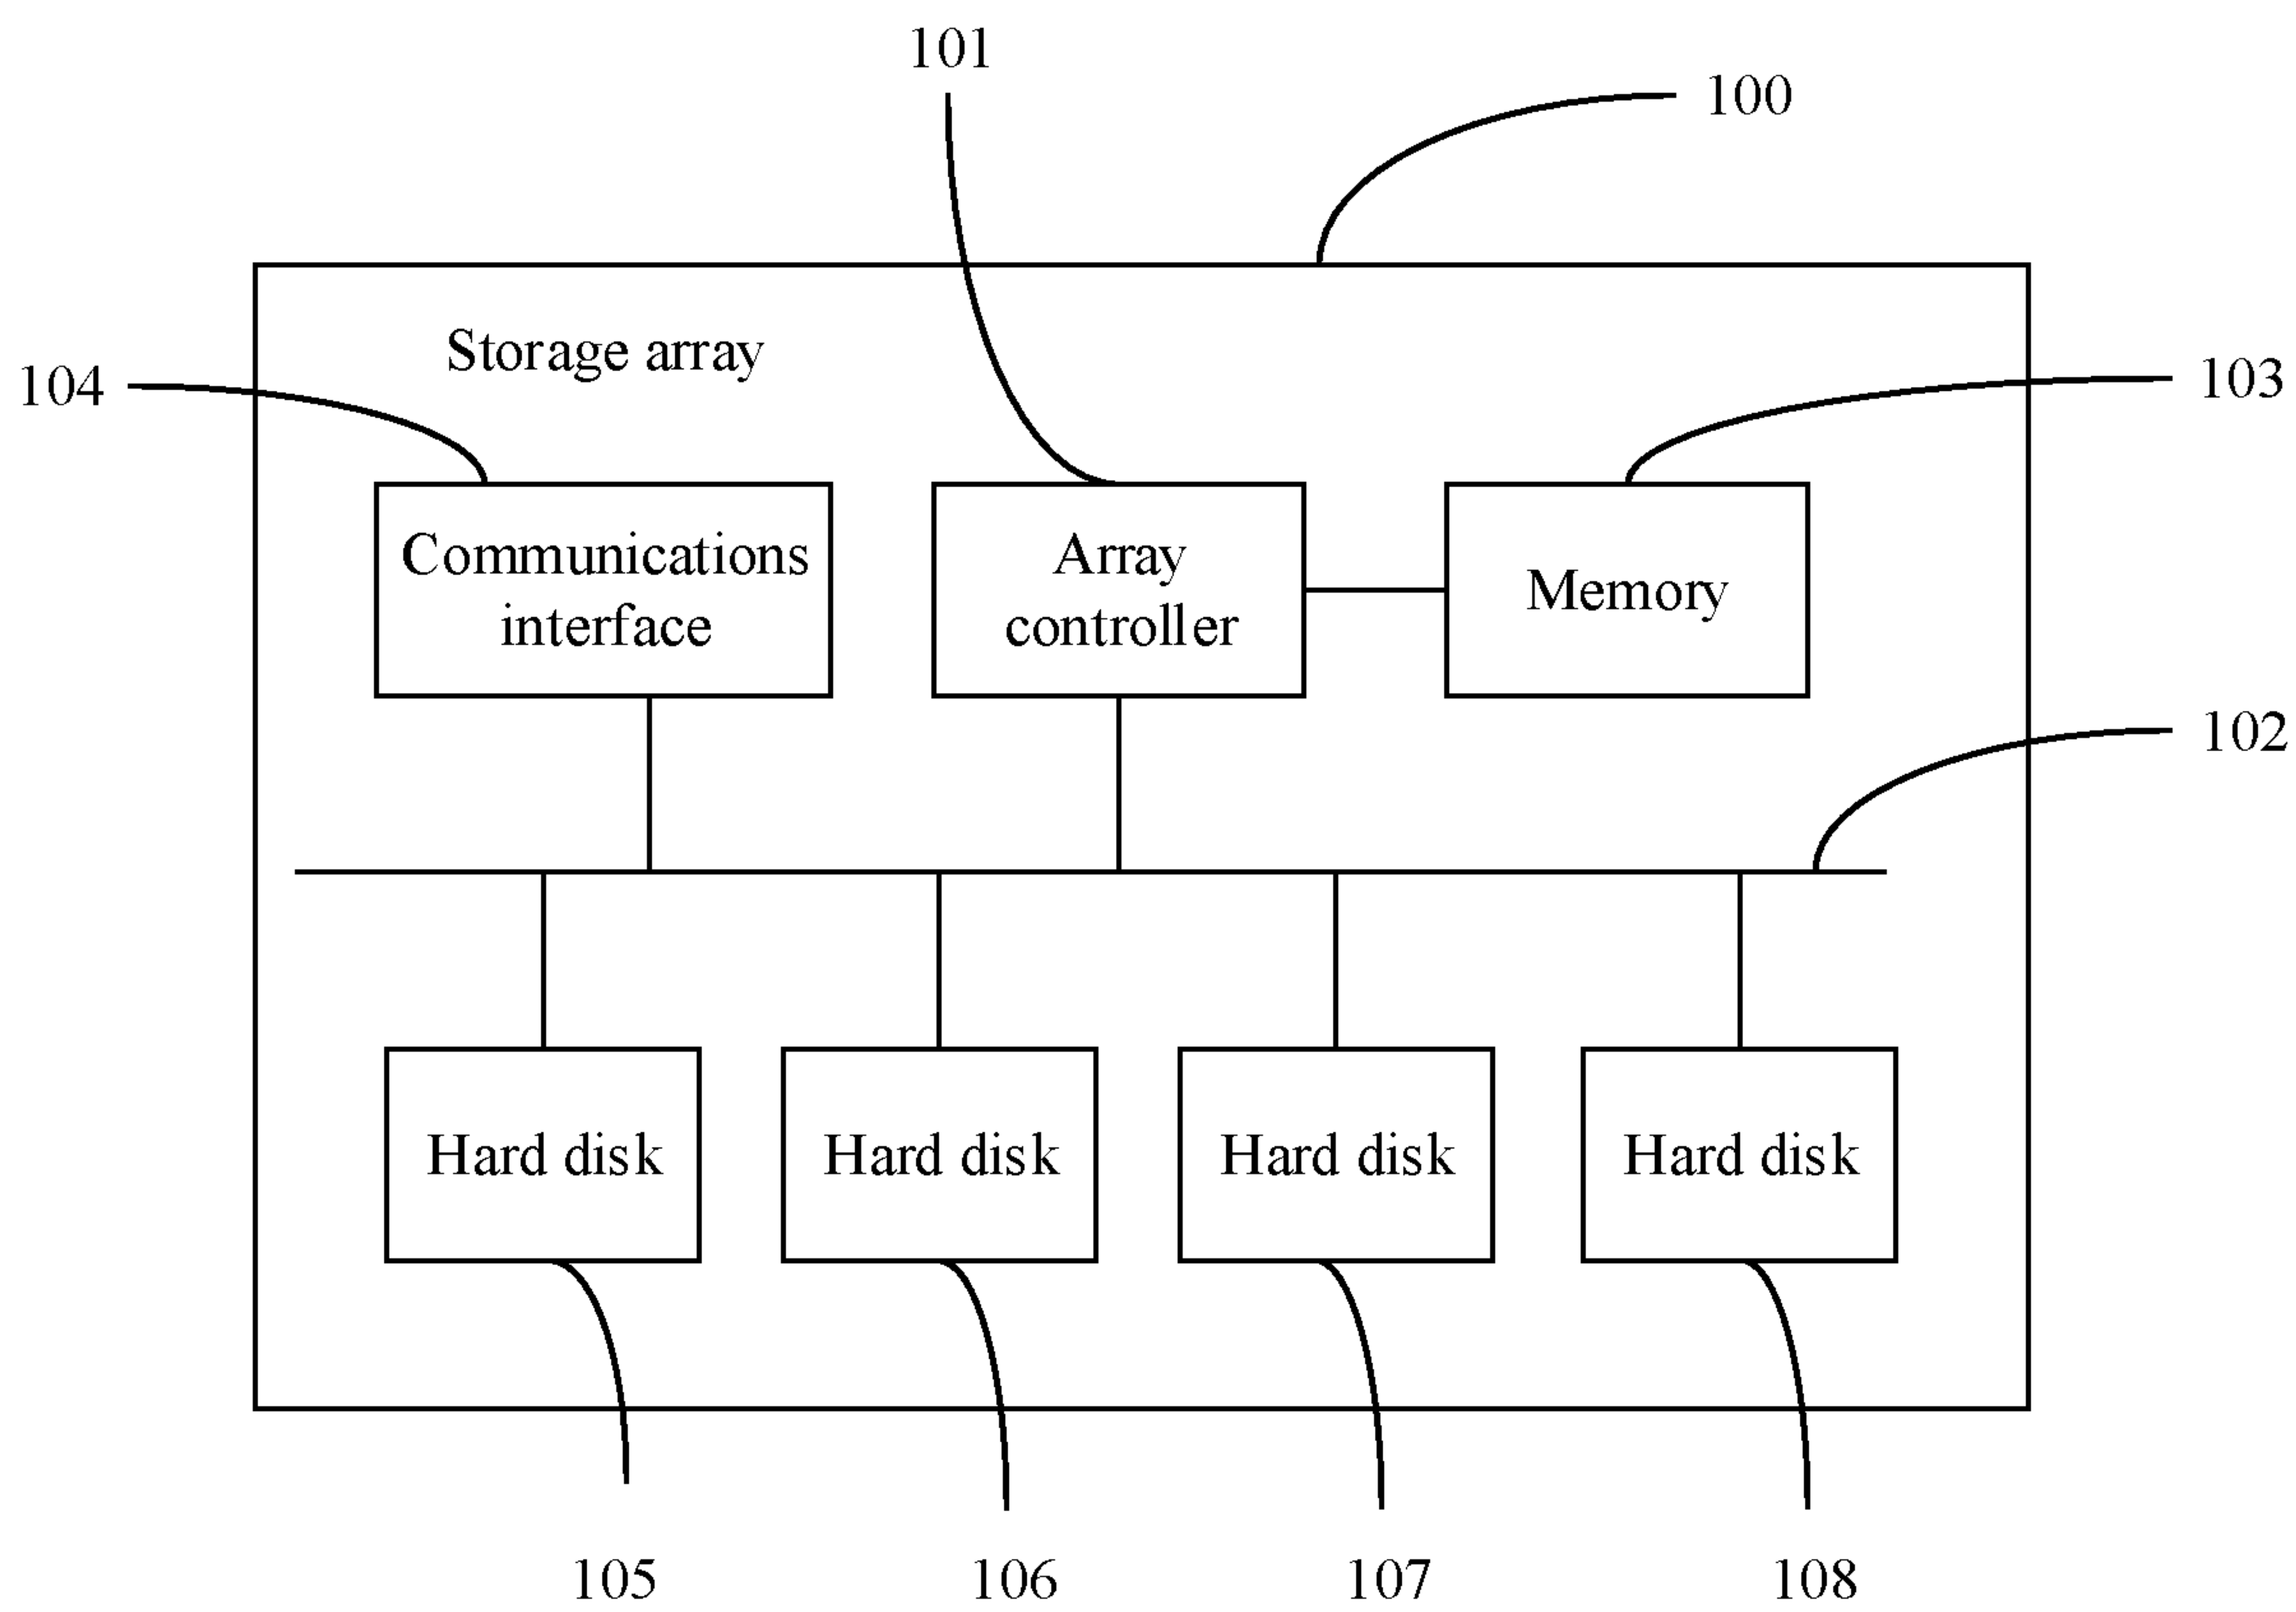 101
100
Storage array
104
103
Communications
interface
Array
controller
Memory
102
Hard disk
Hard disk
Hard disk
Hard disk
105
106
107
108